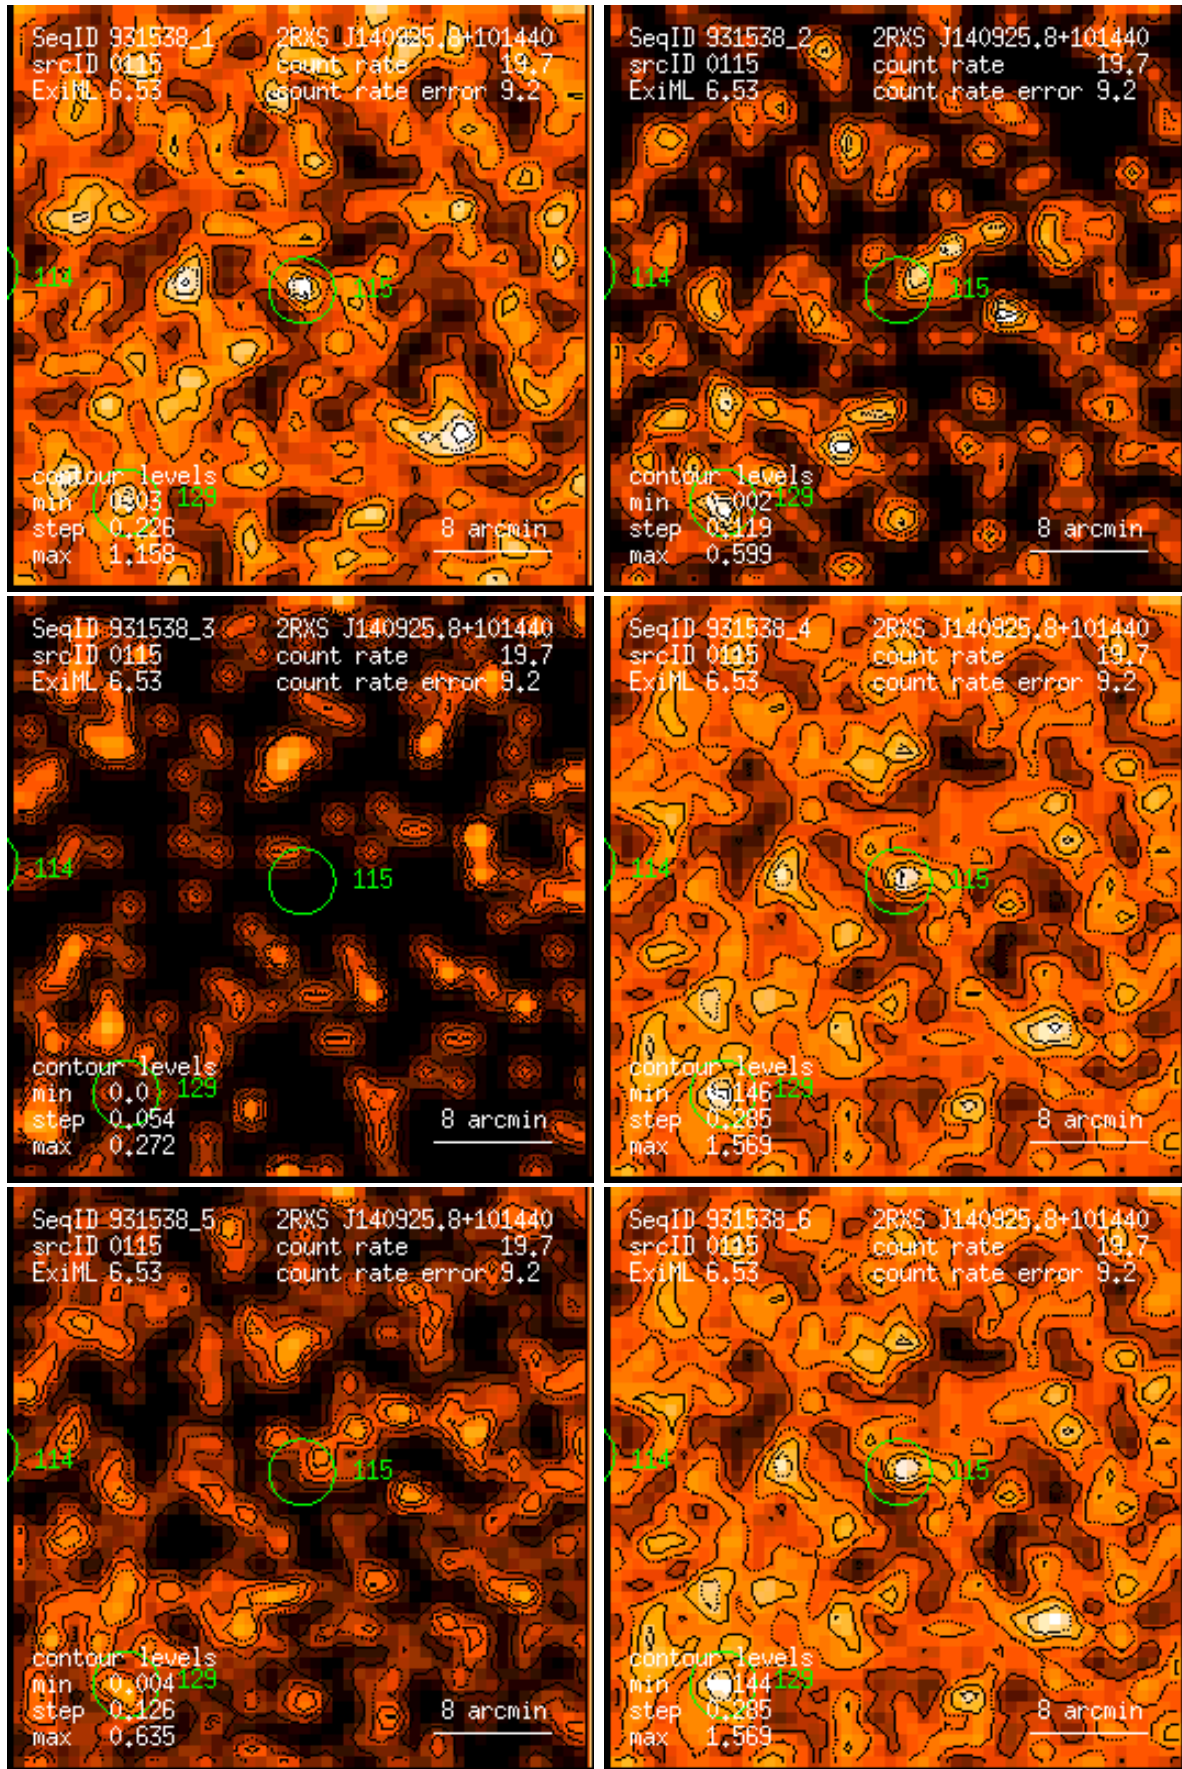 SeqID 931538_1 2RXS J140925.8+101440
srcID 0115 count rate 19.7
ExiML 6.53 count rate error 9.2
114
115
contour levels
min 0.03 129
step 0.226 8 arcmin
max 1.158
SeqID 931538_2 2RXS J140925.8+101440
srcID 0115 count rate 19.7
ExiML 6.53 count rate error 9.2
114
115
contour levels
min 0.002 129
step 0.119 8 arcmin
max 0.599
SeqID 931538_3 2RXS J140925.8+101440
srcID 0115 count rate 19.7
ExiML 6.53 count rate error 9.2
114
115
contour levels
min 0.0 129
step 0.054 8 arcmin
max 0.272
SeqID 931538_4 2RXS J140925.8+101440
srcID 0115 count rate 19.7
ExiML 6.53 count rate error 9.2
114
115
contour levels
min 0.146 129
step 0.285 8 arcmin
max 1.569
SeqID 931538_5 2RXS J140925.8+101440
srcID 0115 count rate 19.7
ExiML 6.53 count rate error 9.2
114
115
contour levels
min 0.004 129
step 0.126 8 arcmin
max 0.635
SeqID 931538_6 2RXS J140925.8+101440
srcID 0115 count rate 19.7
ExiML 6.53 count rate error 9.2
114
115
contour levels
min 0.144 129
step 0.285 8 arcmin
max 1.569